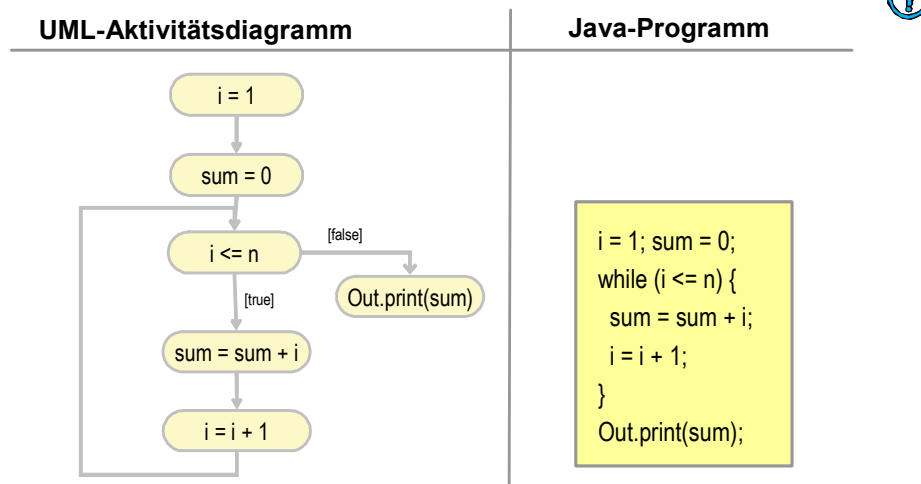 UML-Aktivitätsdiagramm
i = 1
sum = 0
i <= n
[false]
[true]
Out.print(sum)
sum = sum + i
i = i + 1
Java-Programm
i = 1; sum = 0;
while (i <= n) {
sum = sum + i;
i = i + 1;
}
Out.print(sum);